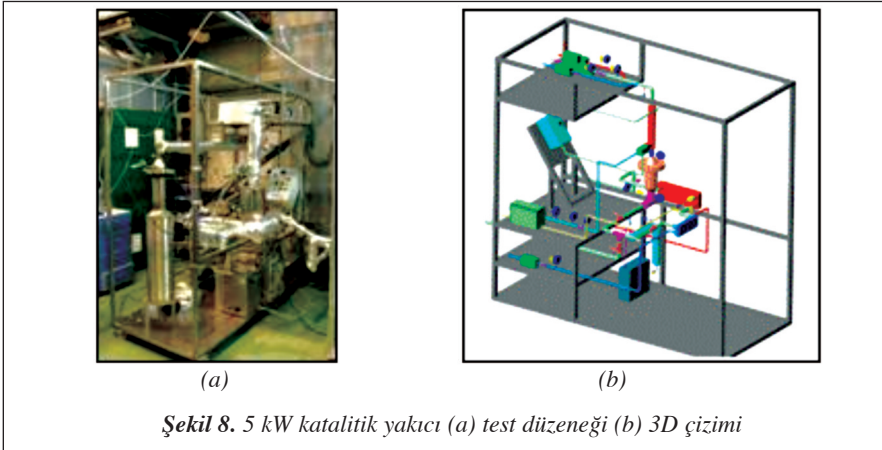 (a)
(b)
Şekil 8. 5 kW katalitik yakıcı (a) test düzeneği (b) 3D çizimi